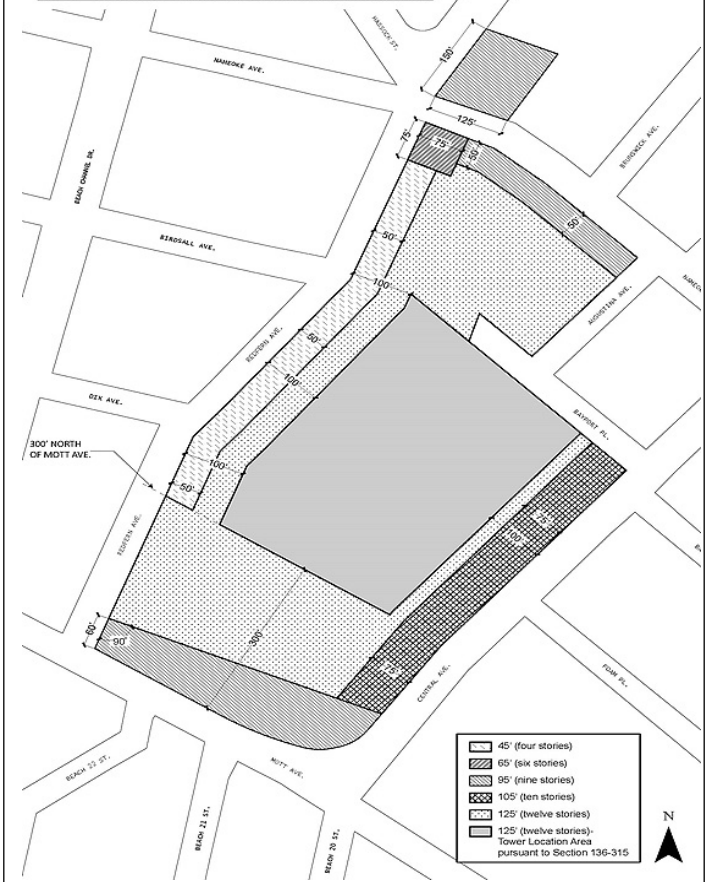 HASSOCK ST.
NAMEOKE AVE.
150'
125'
75'
75'
50'
BRUNSWICK AVE.
BEACH CHANNEL DR.
BIRDSALL AVE.
50'
50'
100'
AUGUSTINA AVE.
REDFERN AVE.
50'
100'
DIX AVE.
BAYPORT PL.
300' NORTH
OF MOTT AVE.
100'
50'
75'
100'
REDFERN AVE.
60'
90'
300'
75'
CENTRAL AVE.
FOAM PL.
MOTT AVE.
BEACH 22 ST.
BEACH 21 ST.
BEACH 20 ST.
45' (four stories)
65' (six stories)
95' (nine stories)
105' (ten stories)
125' (twelve stories)
125' (twelve stories)-
Tower Location Area
pursuant to Section 136-315
N